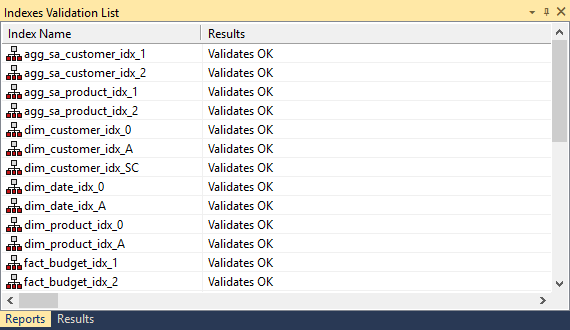 Indexes Validation List
Index Name Results
agg_sa_customer_idx_1 Validates OK
agg_sa_customer_idx_2 Validates OK
agg_sa_product_idx_1 Validates OK
agg_sa_product_idx_2 Validates OK
dim_customer_idx_0 Validates OK
dim_customer_idx_A Validates OK
dim_customer_idx_SC Validates OK
dim_date_idx_0 Validates OK
dim_date_idx_A Validates OK
dim_product_idx_0 Validates OK
dim_product_idx_A Validates OK
fact_budget_idx_1 Validates OK
fact_budget_idx_2 Validates OK
Reports Results